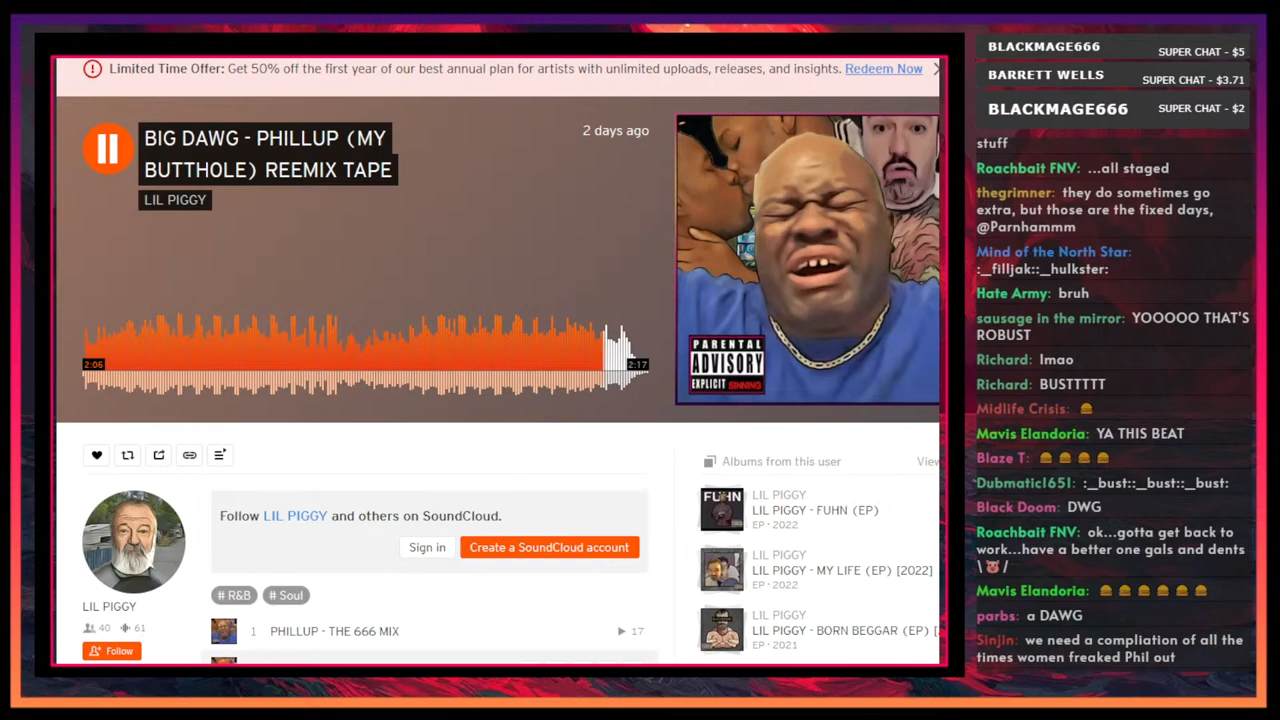 Limited Time Offer: Get 50% off the first year of our best annual plan for artists with unlimited uploads, releases, and insights. Redeem Now
BIG DAWG - PHILLUP (MY
BUTTHOLE) REEMIX TAPE
LIL PIGGY
2 days ago
2:06
2:17
PARENTAL
ADVISORY
EXPLICIT SINNING
Albums from this user
View
LIL PIGGY
LIL PIGGY - FUHN (EP)
EP · 2022
FUHN
LIL PIGGY
LIL PIGGY - MY LIFE (EP) [2022]
EP · 2022
LIL PIGGY
LIL PIGGY - BORN BEGGAR (EP) [
EP · 2021
Follow LIL PIGGY and others on SoundCloud.
Sign in
Create a SoundCloud account
LIL PIGGY
40
61
Follow
# R&B
# Soul
1 PHILLUP - THE 666 MIX
17
BLACKMAGE666 SUPER CHAT - $5
BARRETT WELLS SUPER CHAT - $3.71
BLACKMAGE666 SUPER CHAT - $2
stuff
Roachbait FNV: ...all staged
thegrimner: they do sometimes go
extra, but those are the fixed days,
@Parnhammm
Mind of the North Star:
:_filljak::_hulkster:
Hate Army: bruh
sausage in the mirror: YOOOOO THAT'S
ROBUST
Richard: lmao
Richard: BUSTTTTT
Midlife Crisis: 🍔
Mavis Elandoria: YA THIS BEAT
Blaze T: 🍔 🍔 🍔 🍔
Dubmatic1651: :_bust::_bust::_bust:
Black Doom: DWG
Roachbait FNV: ok...gotta get back to
work...have a better one gals and dents
\🐷/
Mavis Elandoria: 🍔 🍔 🍔 🍔 🍔 🍔
parbs: a DAWG
Sinjin: we need a compliation of all the
times women freaked Phil out